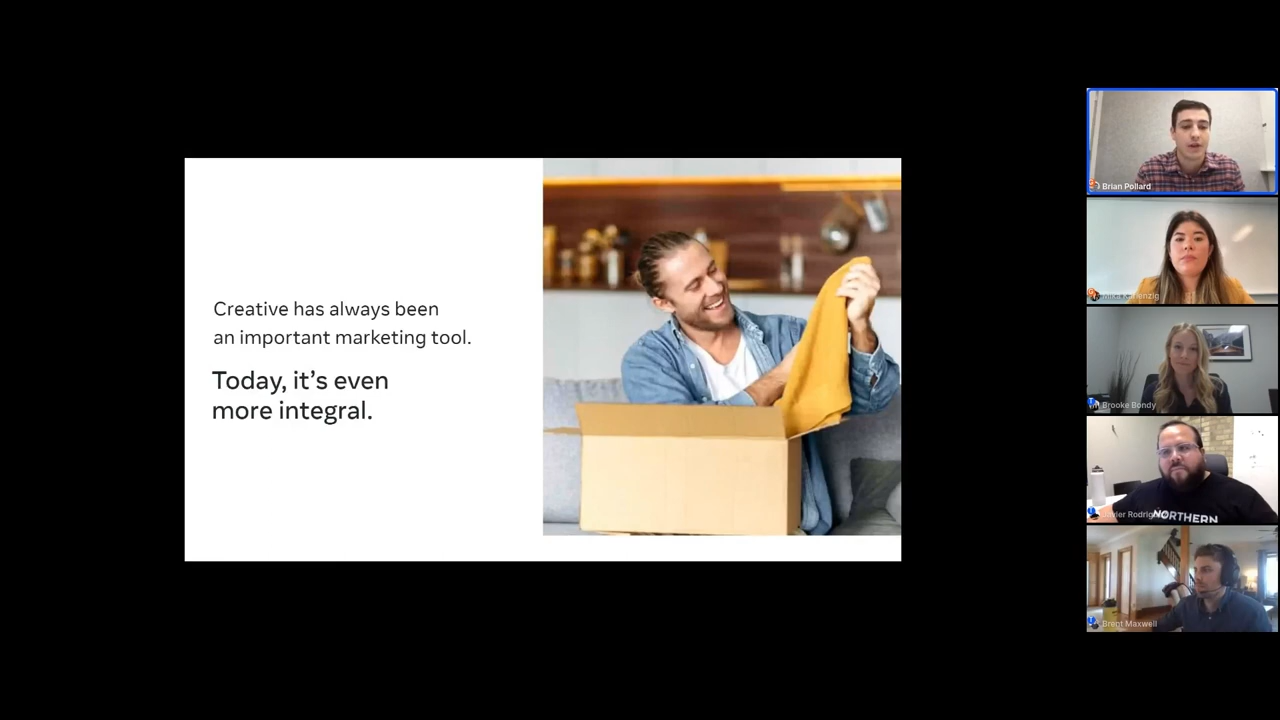 Creative has always been
an important marketing tool.
Today, it's even
more integral.
Brian Pollard
Brooke Bondy
NORTHERN
Brent Maxwell